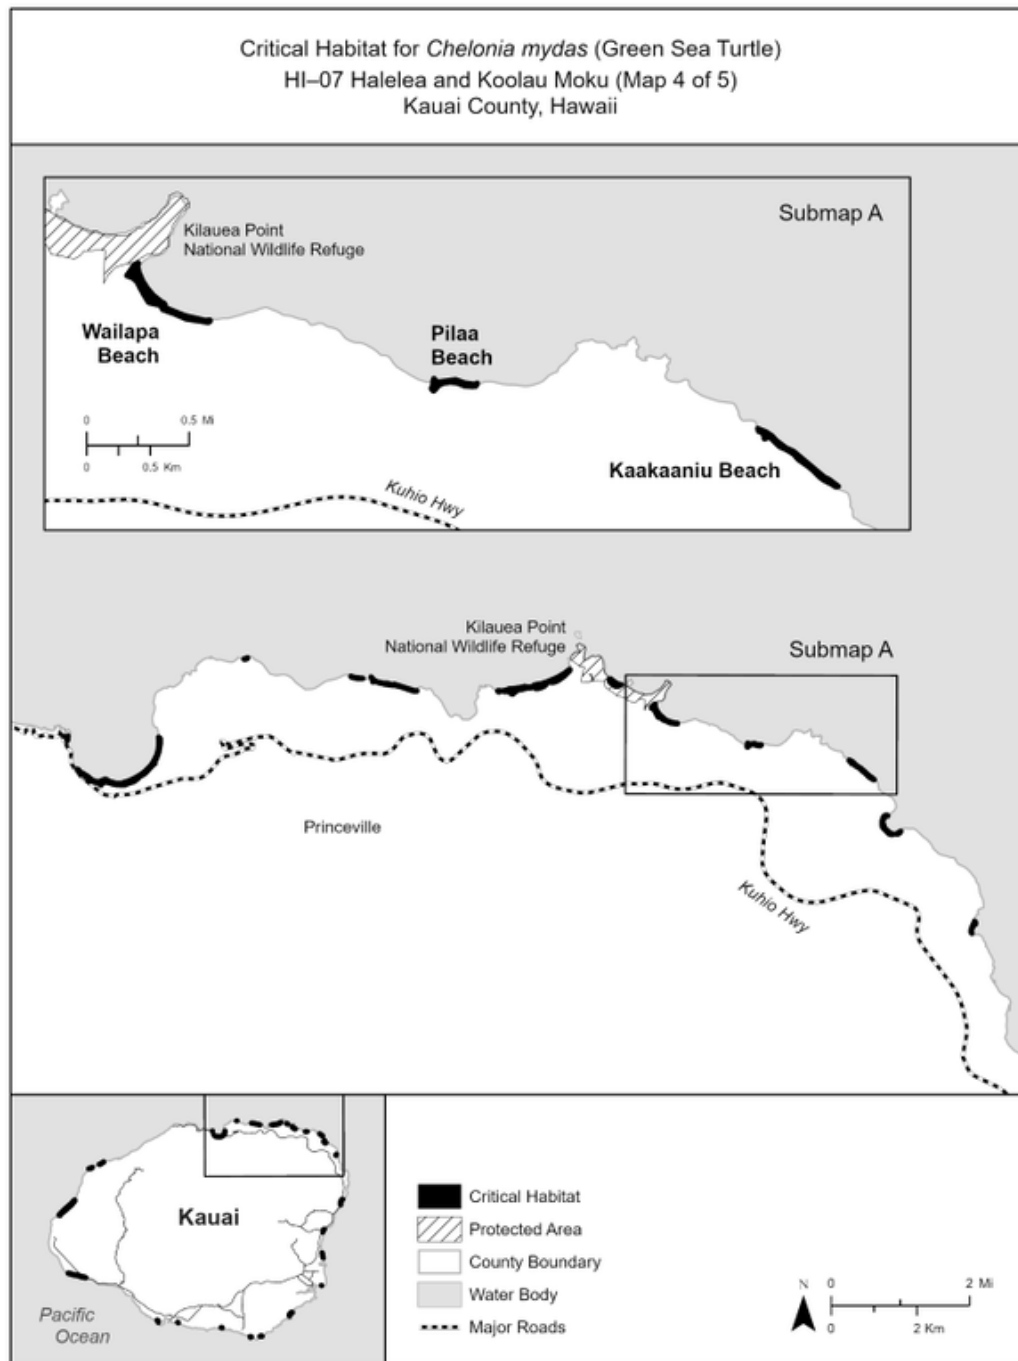 Critical Habitat for Chelonia mydas (Green Sea Turtle)
HI–07 Halelea and Koolau Moku (Map 4 of 5)
Kauai County, Hawaii
Submap A
Kilauea Point
National Wildlife Refuge
Wailapa
Beach
Pilaa
Beach
0 0.5 Mi
0 0.5 Km
Kaakaaniu Beach
Kuhio Hwy
Kilauea Point
National Wildlife Refuge
Submap A
Princeville
Kuhio Hwy
Kauai
Pacific
Ocean
Critical Habitat
Protected Area
County Boundary
Water Body
Major Roads
N
0 2 Mi
0 2 Km